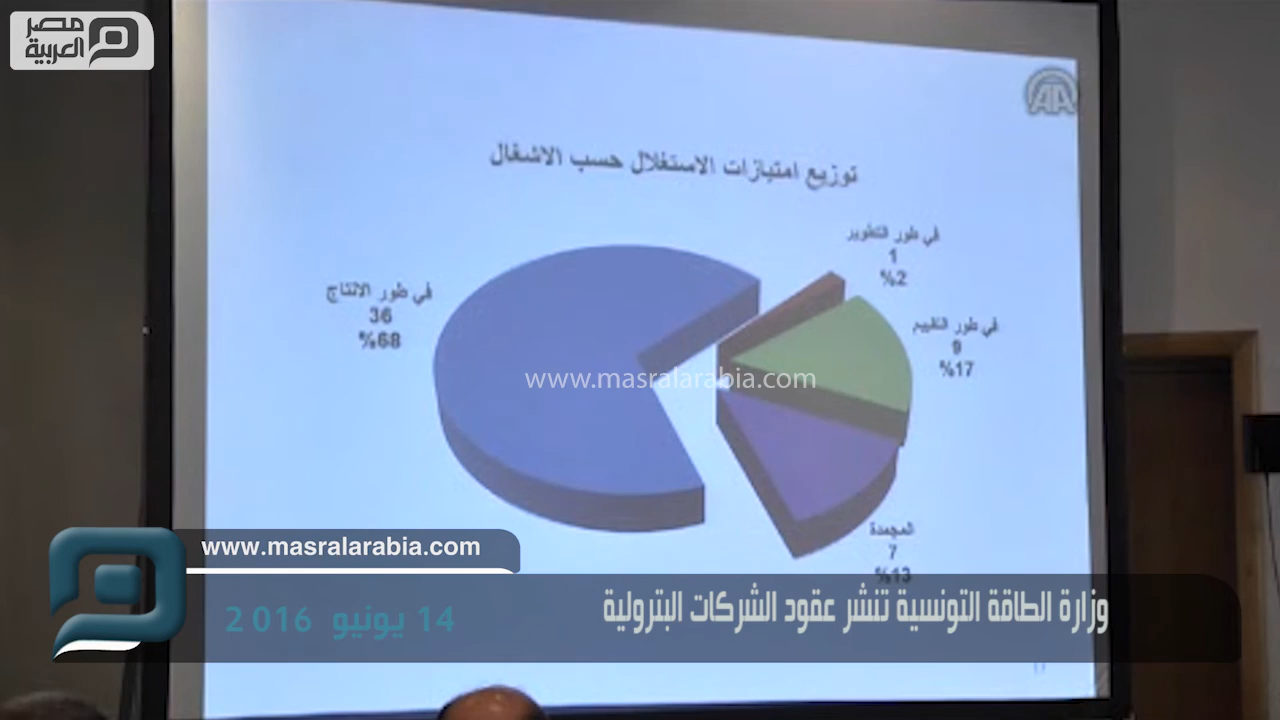 مصر
العربية
AA
توزيع امتيازات الاستغلال حسب الاشغال
في طور التطوير
1
%2
في طور الانتاج
36
%68
في طور التقييم
9
%17
www.masralarabia.com
المجمدة
7
%13
www.masralarabia.com
وزارة الطاقة التونسية تنشر عقود الشركات البترولية
14 يونيو 2016